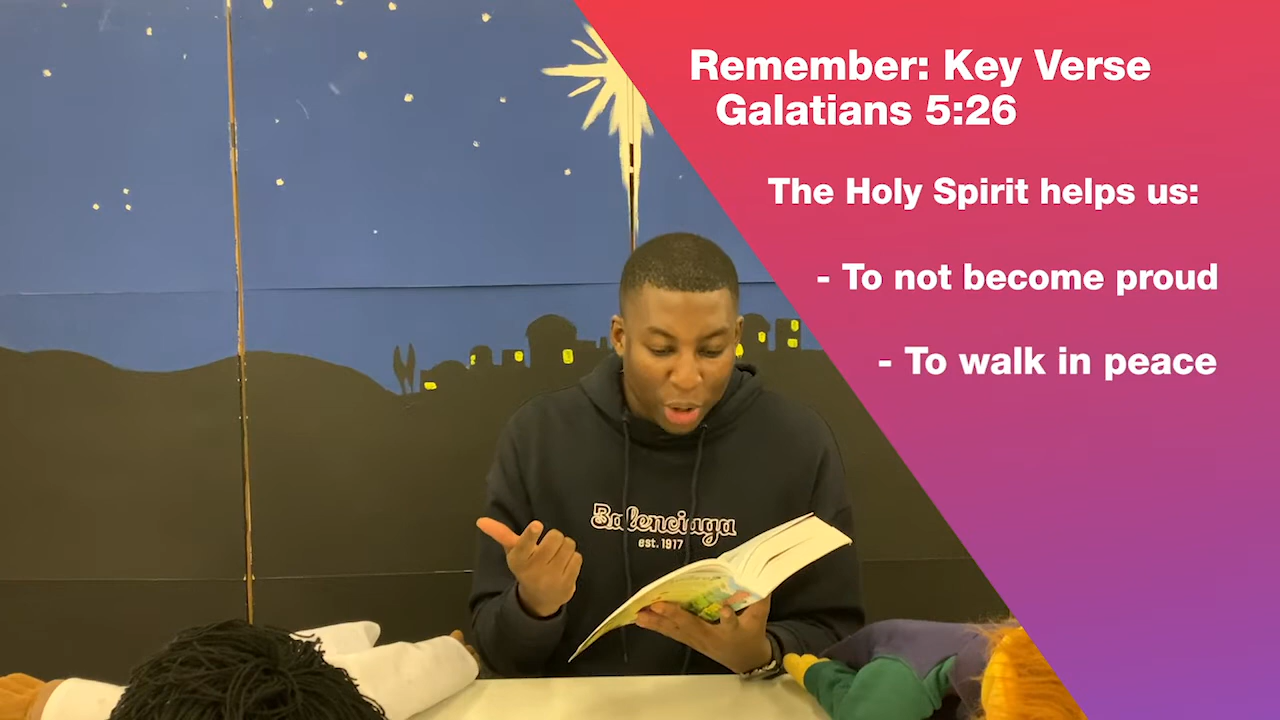 Remember: Key Verse
Galatians 5:26
The Holy Spirit helps us:
- To not become proud
- To walk in peace
Balenciaga
est. 1917